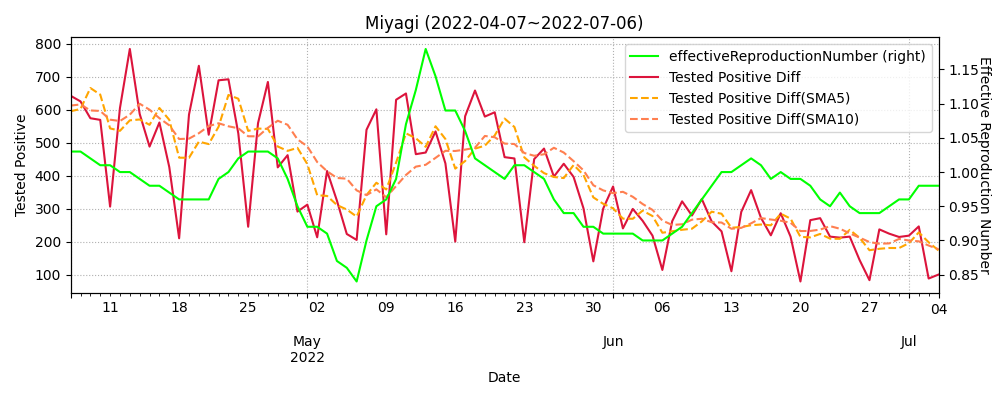 Miyagi (2022-04-07~2022-07-06)
effectiveReproductionNumber (right)
Tested Positive Diff
Tested Positive Diff(SMA5)
Tested Positive Diff(SMA10)
Tested Positive
800
700
600
500
400
300
200
100
1.15
1.10
1.05
1.00
0.95
0.90
0.85
Effective Reproduction Number
11 18 25 02 09 16 23 30 06 13 20 27 04
May Jun Jul
2022
Date